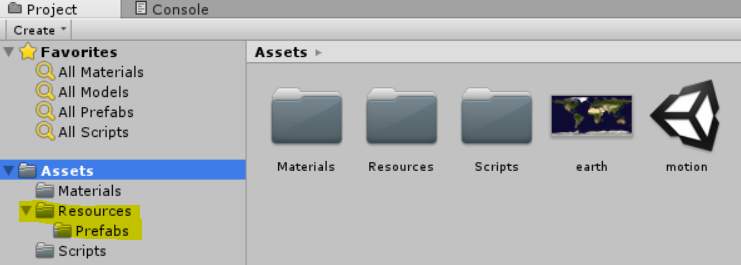 Project
Console
Create
Favorites
All Materials
All Models
All Prefabs
All Scripts
Assets
Materials
Resources
Prefabs
Scripts
Assets
Materials
Resources
Scripts
earth
motion